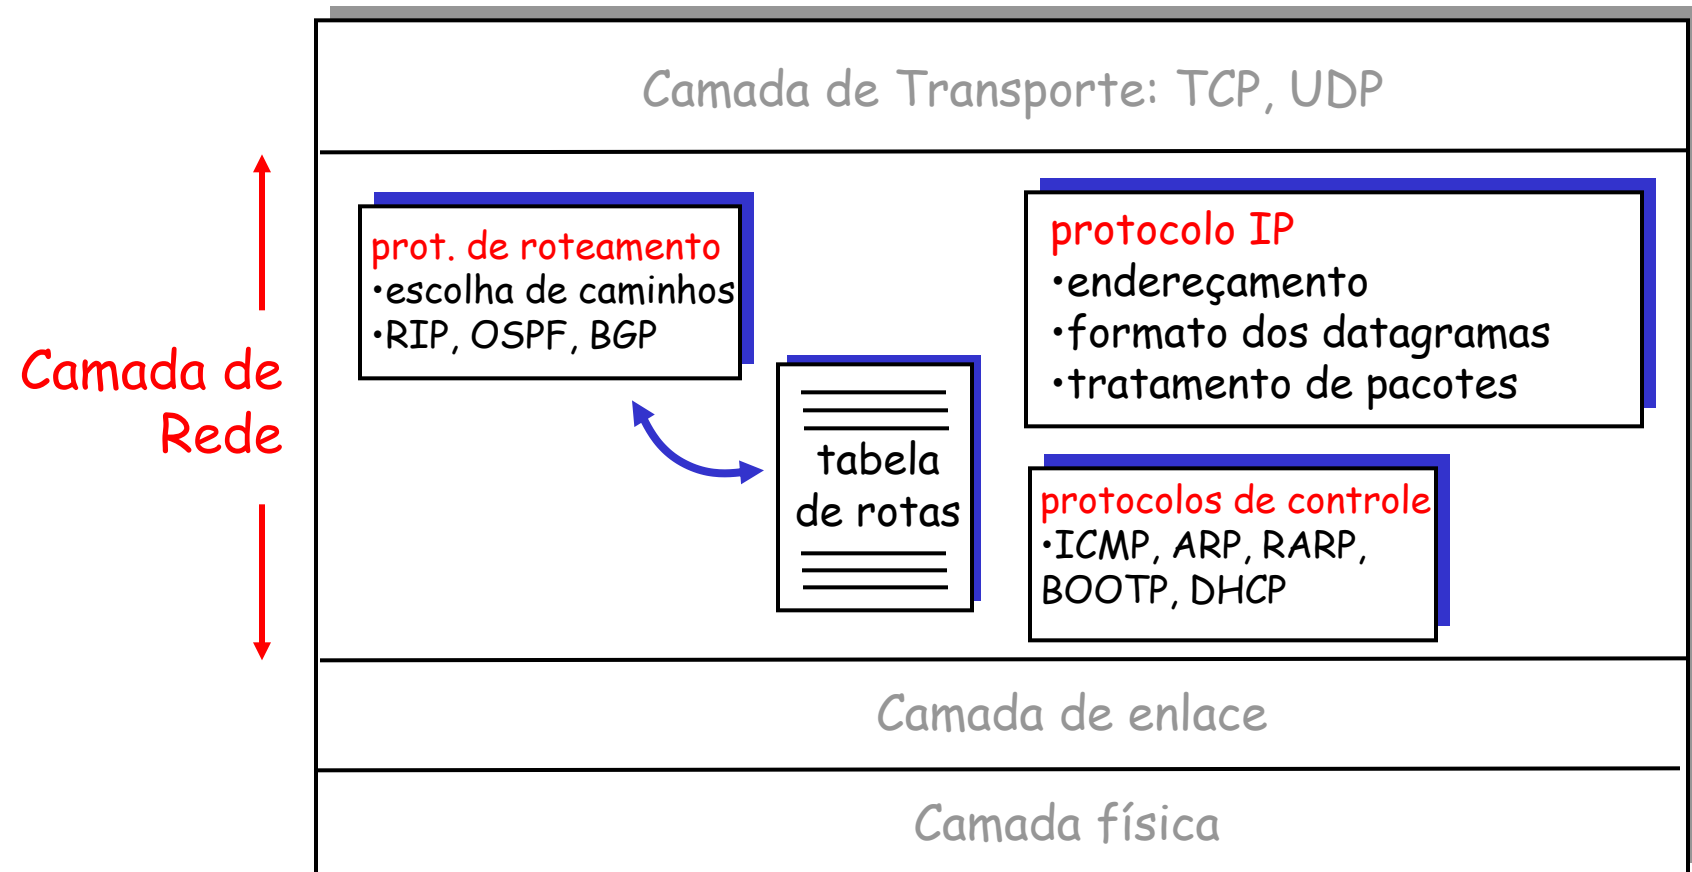 Camada de Transporte: TCP, UDP
Camada de
Rede
prot. de roteamento
•escolha de caminhos
•RIP, OSPF, BGP
tabela
de rotas
protocolo IP
•endereçamento
•formato dos datagramas
•tratamento de pacotes
protocolos de controle
•ICMP, ARP, RARP,
BOOTP, DHCP
Camada de enlace
Camada física